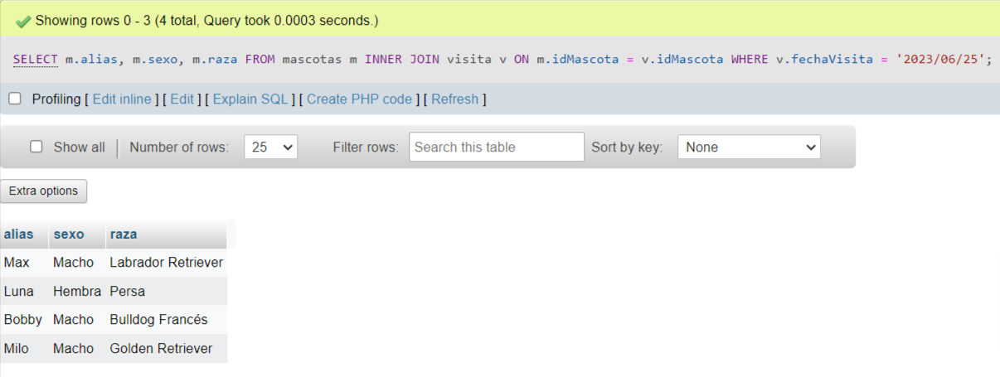 Showing rows 0 - 3 (4 total, Query took 0.0003 seconds.)
SELECT m.alias, m.sexo, m.raza FROM mascotas m INNER JOIN visita v ON m.idMascota = v.idMascota WHERE v.fechaVisita = '2023/06/25';
Profiling [ Edit inline ] [ Edit ] [ Explain SQL ] [ Create PHP code ] [ Refresh ]
Show all | Number of rows: 25 Filter rows: Search this table Sort by key: None
Extra options
alias sexo raza
Max Macho Labrador Retriever
Luna Hembra Persa
Bobby Macho Bulldog Francés
Milo Macho Golden Retriever